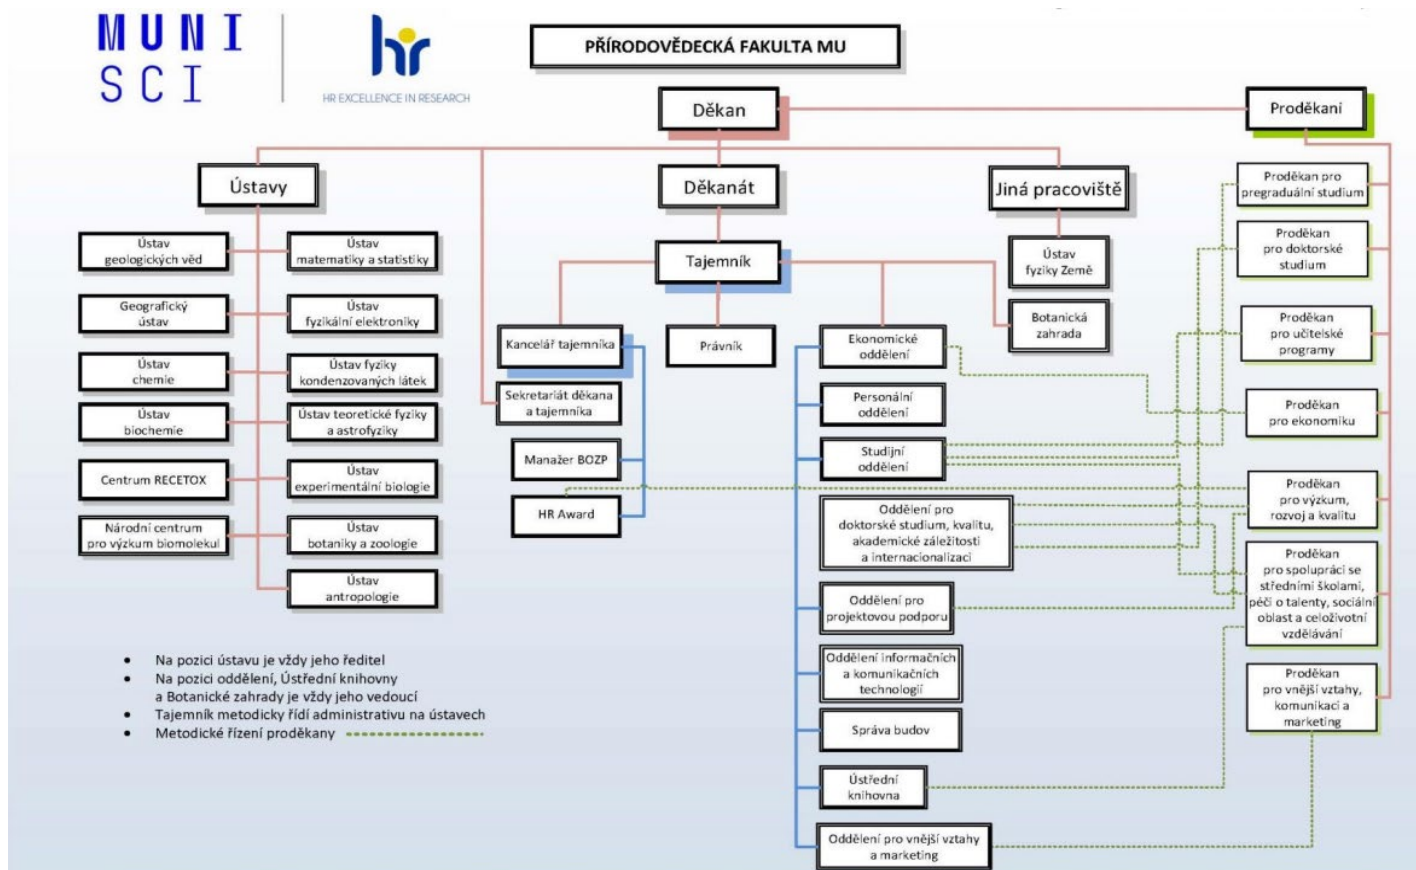 MUNI
SCI
HR EXCELLENCE IN RESEARCH
PŘÍRODOVĚDECKÁ FAKULTA MU
Děkan
Proděkani
Ústavy
Děkanát
Jiná pracoviště
Tajemník
Ústav
geologických věd
Ústav
matematiky a statistiky
Geografický
ústav
Ústav
fyzikální elektroniky
Ústav
chemie
Ústav fyziky
kondenzovaných látek
Ústav
biochemie
Ústav teoretické fyziky
a astrofyziky
Centrum RECETOX
Ústav
experimentální biologie
Národní centrum
pro výzkum biomolekul
Ústav
botaniky a zoologie
Ústav
antropologie
Kancelář tajemníka
Sekretariát děkana
a tajemníka
Manažer BOZP
HR Award
Právník
Ekonomické
oddělení
Personální
oddělení
Studijní
oddělení
Oddělení pro
doktorské studium, kvalitu,
akademické záležitosti
a internacionalizaci
Oddělení pro
projektovou podporu
Oddělení informačních
a komunikačních
technologií
Správa budov
Ústřední
knihovna
Oddělení pro vnější vztahy
a marketing
Ústav
fyziky Země
Botanická
zahrada
Proděkan pro
pregraduální studium
Proděkan
pro doktorské
studium
Proděkan
pro učitelské
programy
Proděkan
pro ekonomiku
Proděkan
pro výzkum,
rozvoj a kvalitu
Proděkan
pro spolupráci se
středními školami,
péči o talenty, sociální
oblast a celoživotní
vzdělávání
Proděkan
pro vnější vztahy,
komunikaci a
marketing
• Na pozici ústavu je vždy jeho ředitel
• Na pozici oddělení, Ústřední knihovny
a Botanické zahrady je vždy jeho vedoucí
• Tajemník metodicky řídí administrativu na ústavech
• Metodické řízení proděkany